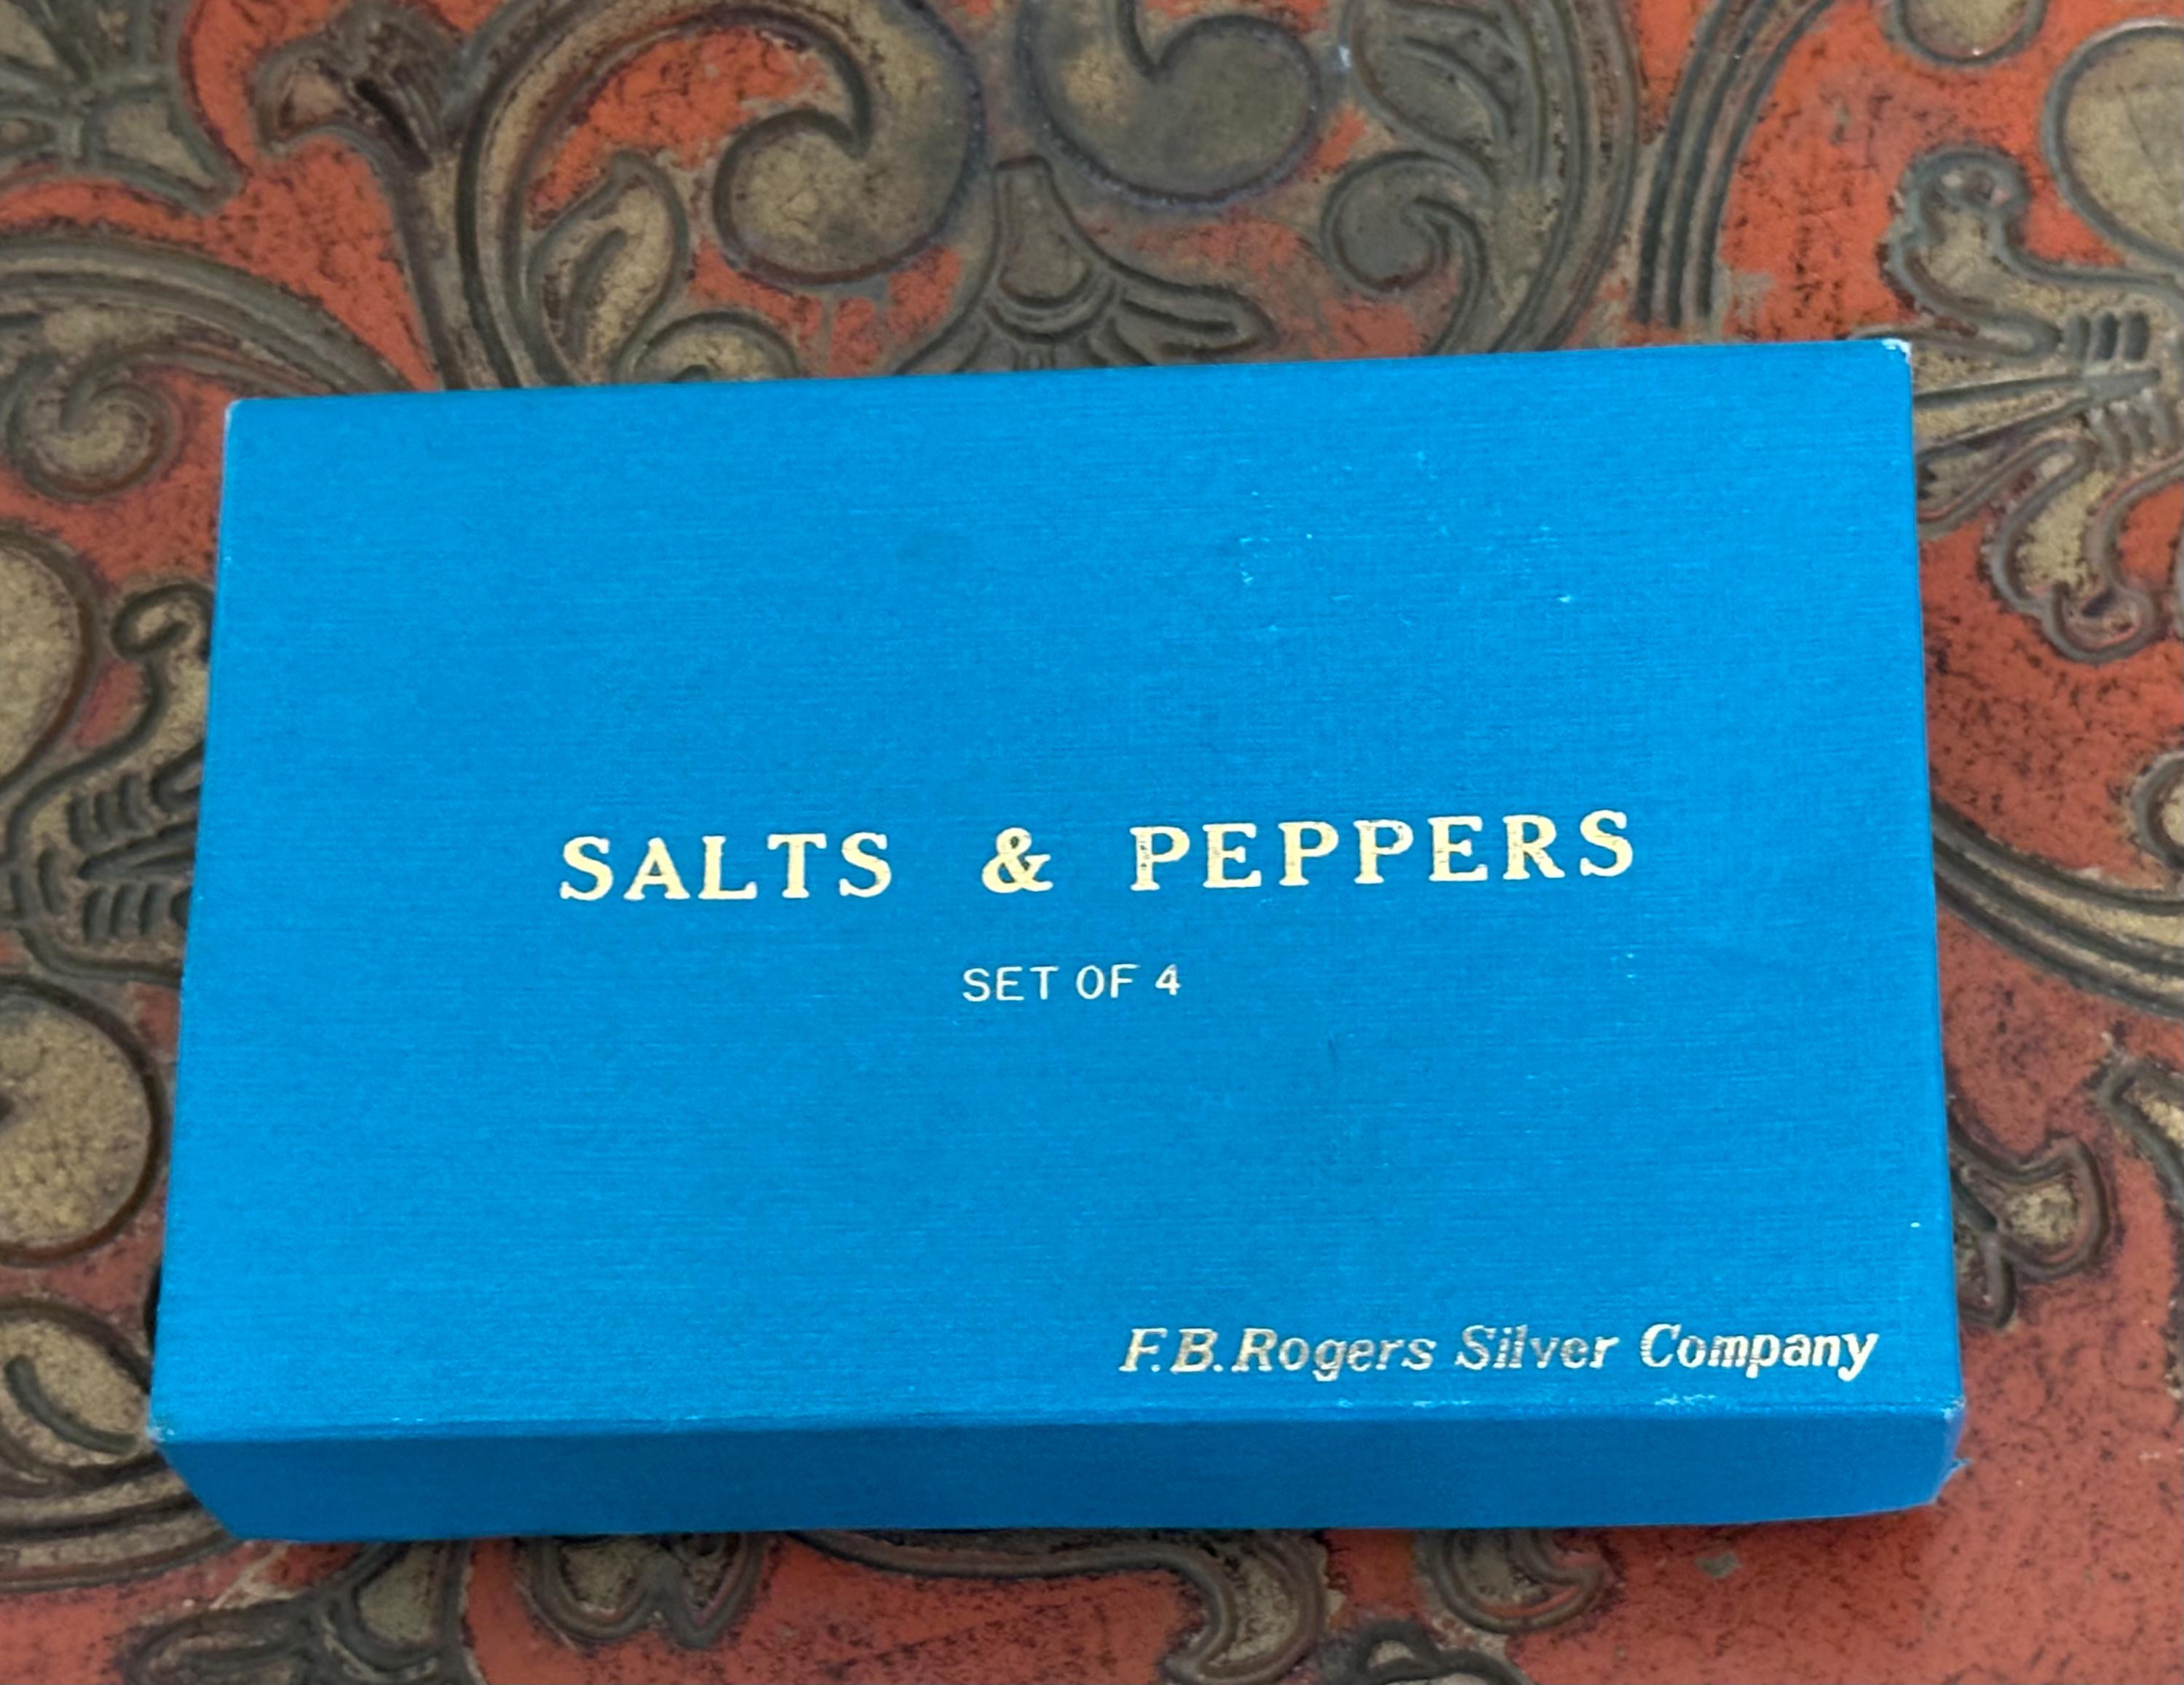 SALTS & PEPPERS
SET OF 4
F.B. Rogers Silver Company